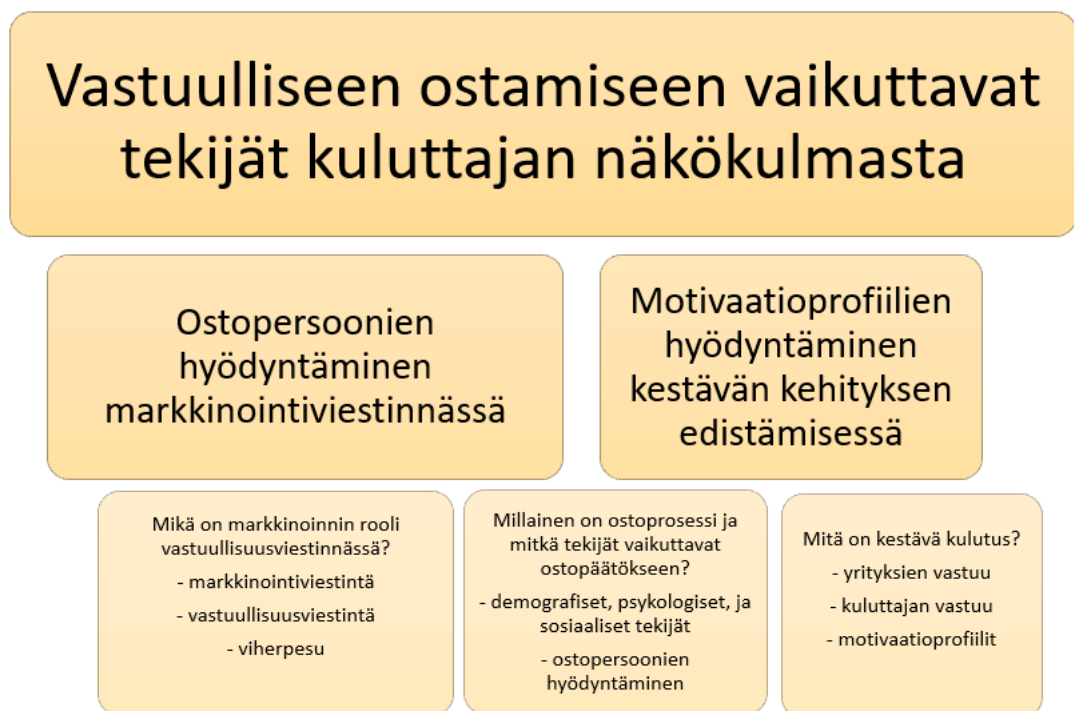 Vastuulliseen ostamiseen vaikuttavat
tekijät kuluttajan näkökulmasta
Ostopersoonien
hyödyntäminen
markkinointiviestinnässä
Motivaatioprofiilien
hyödyntäminen
kestävän kehityksen
edistämisessä
Mikä on markkinoinnin rooli
vastuullisuusviestinnässä?
- markkinointiviestintä
- vastuullisuusviestintä
- viherpesu
Millainen on ostoprosessi ja
mitkä tekijät vaikuttavat
ostopäätökseen?
- demografiset, psykologiset, ja
sosiaaliset tekijät
- ostopersoonien
hyödyntäminen
Mitä on kestävä kulutus?
- yrityksien vastuu
- kuluttajan vastuu
- motivaatioprofiilit